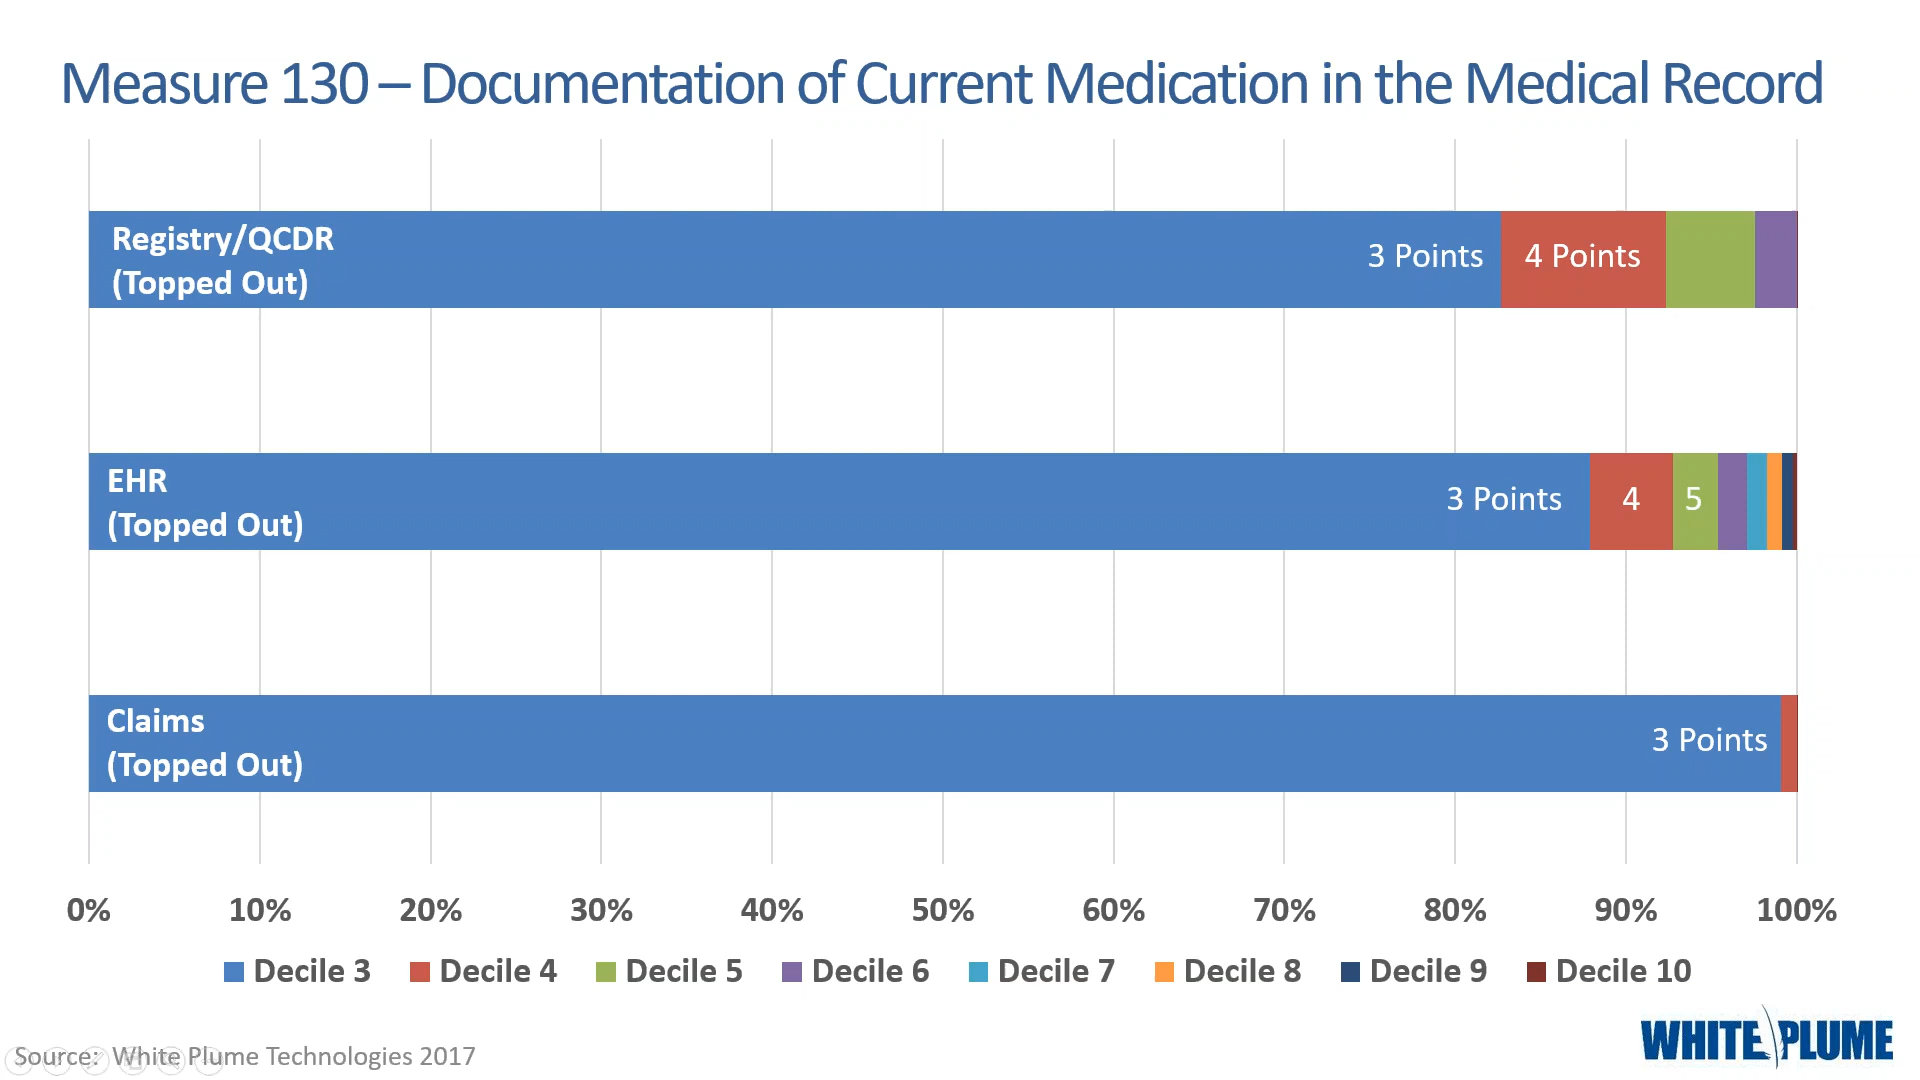 Measure 130 – Documentation of Current Medication in the Medical Record
Registry/QCDR
(Topped Out)
3 Points
4 Points
EHR
(Topped Out)
3 Points
4
5
Claims
(Topped Out)
3 Points
0%
10%
20%
30%
40%
50%
60%
70%
80%
90%
100%
Decile 3
Decile 4
Decile 5
Decile 6
Decile 7
Decile 8
Decile 9
Decile 10
Source: White Plume Technologies 2017
WHITE PLUME